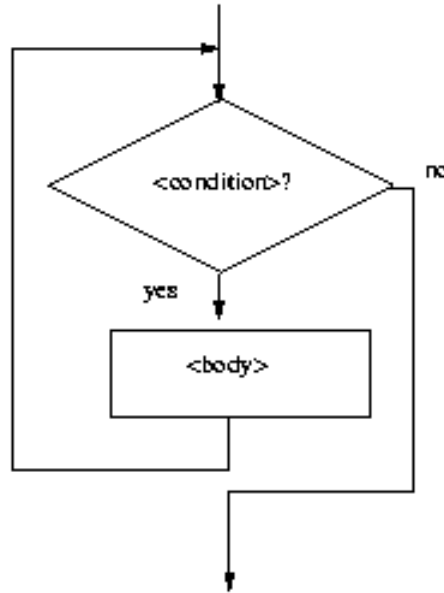 <condition>?
no
yes
<body>